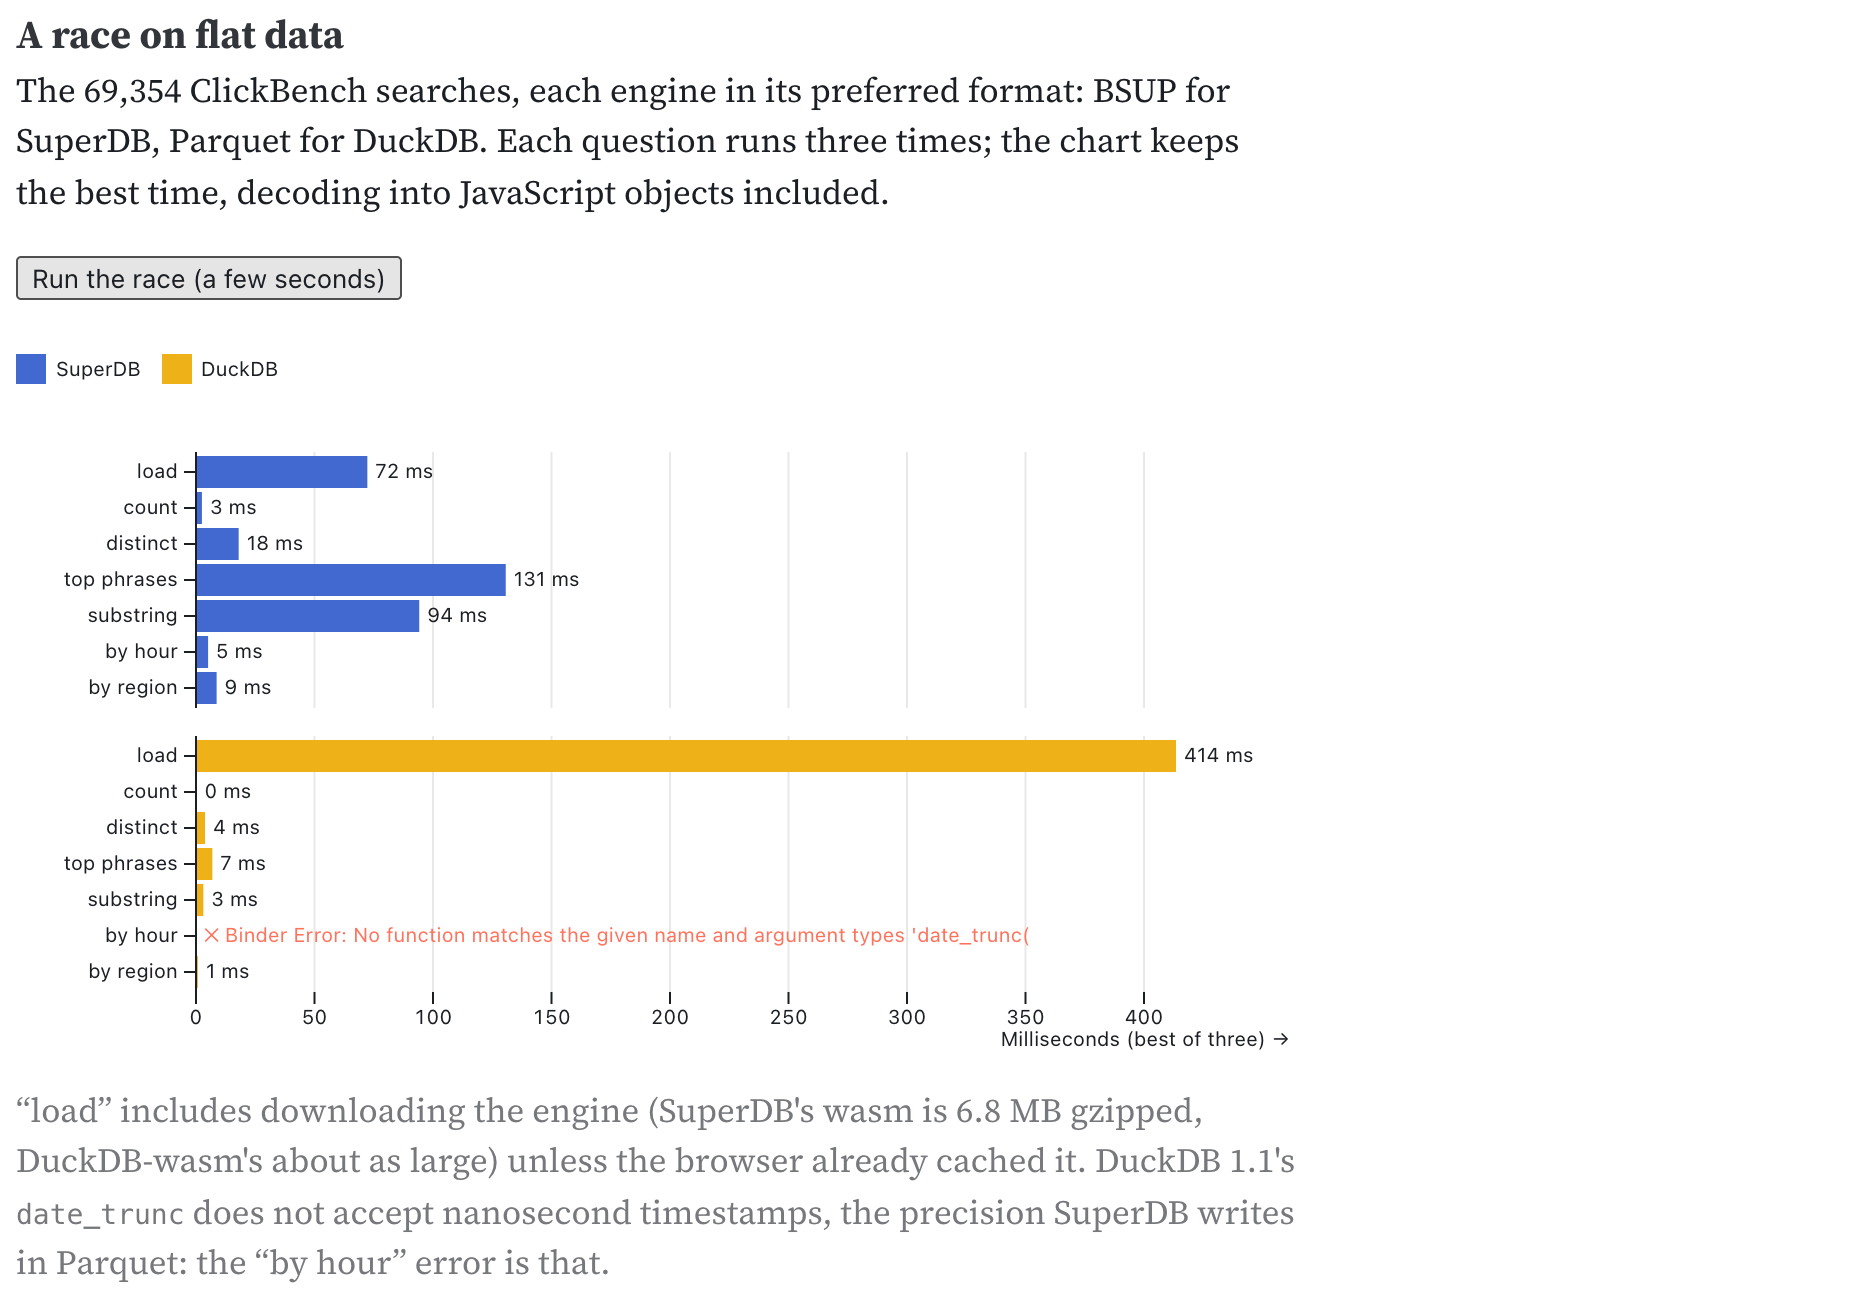 A race on flat data
The 69,354 ClickBench searches, each engine in its preferred format: BSUP for
SuperDB, Parquet for DuckDB. Each question runs three times; the chart keeps
the best time, decoding into JavaScript objects included.
Run the race (a few seconds)
SuperDB DuckDB
load 72 ms
count 3 ms
distinct 18 ms
top phrases 131 ms
substring 94 ms
by hour 5 ms
by region 9 ms
load 414 ms
count 0 ms
distinct 4 ms
top phrases 7 ms
substring 3 ms
by hour × Binder Error: No function matches the given name and argument types 'date_trunc(
by region 1 ms
0 50 100 150 200 250 300 350 400
Milliseconds (best of three) →
“load” includes downloading the engine (SuperDB's wasm is 6.8 MB gzipped,
DuckDB-wasm's about as large) unless the browser already cached it. DuckDB 1.1's
date_trunc does not accept nanosecond timestamps, the precision SuperDB writes
in Parquet: the “by hour” error is that.